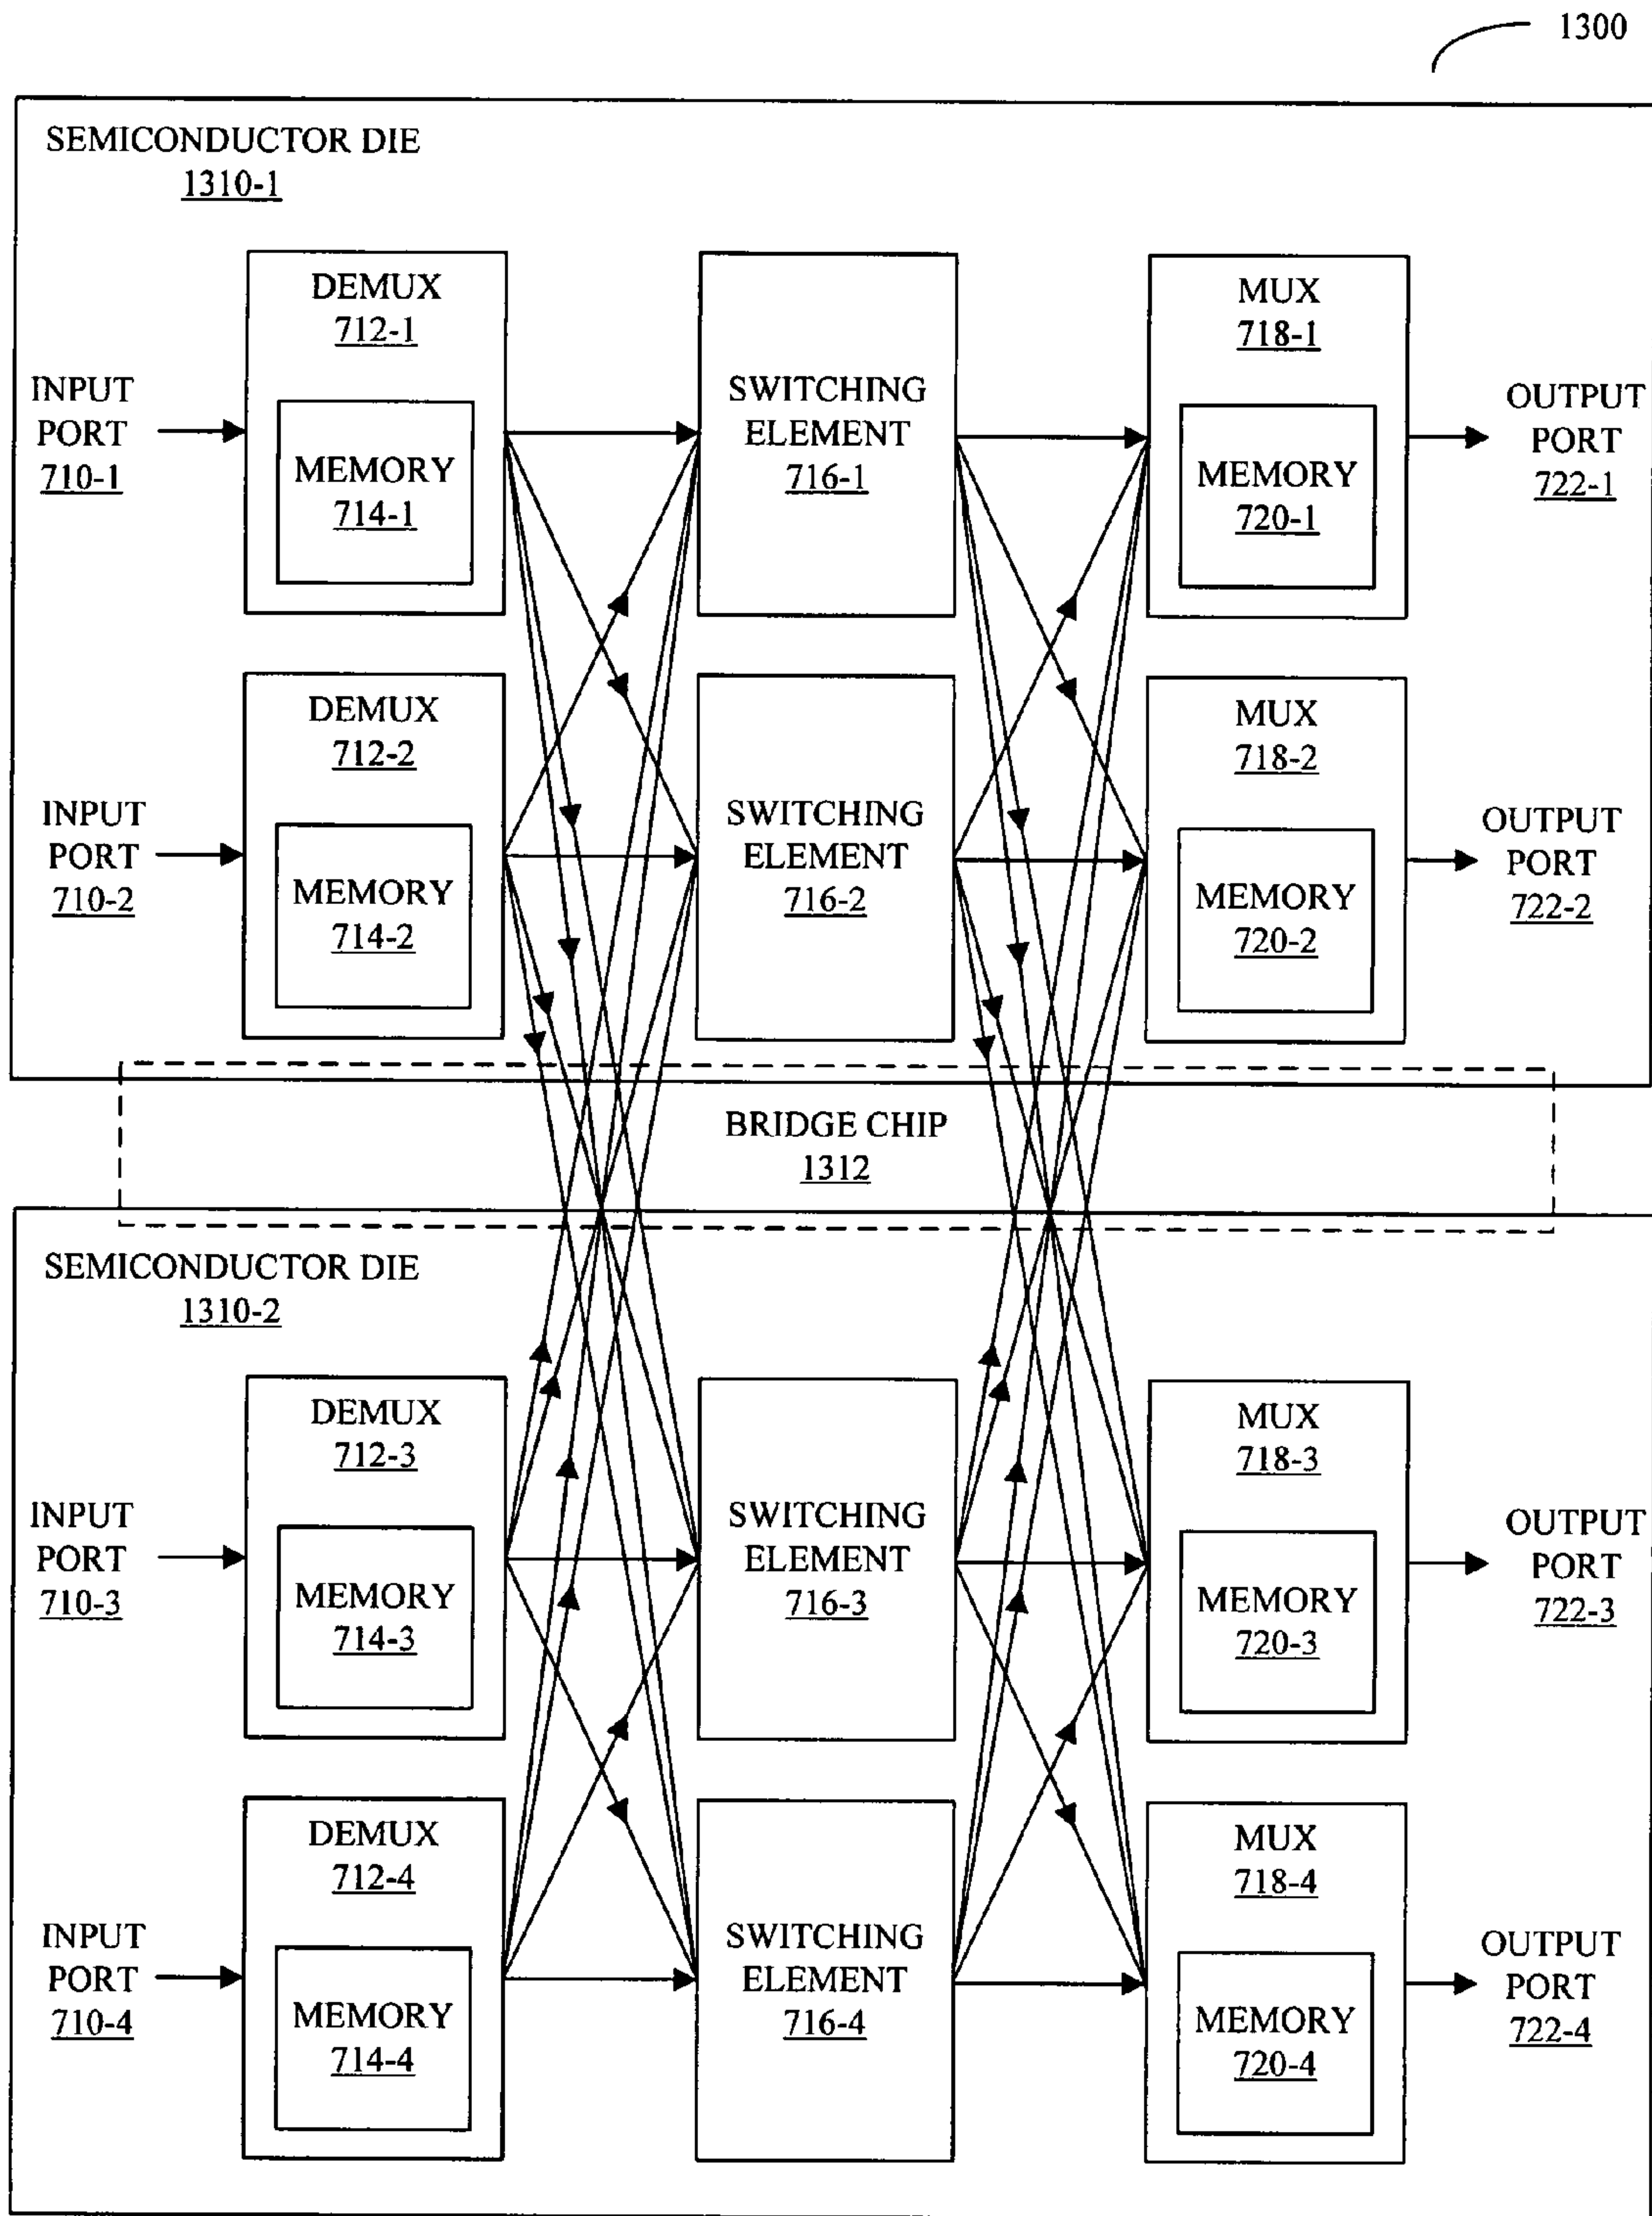 1300
SEMICONDUCTOR DIE
1310-1
DEMUX
712-1
MEMORY
714-1
INPUT
PORT
710-1
SWITCHING
ELEMENT
716-1
MUX
718-1
MEMORY
720-1
OUTPUT
PORT
722-1
DEMUX
712-2
MEMORY
714-2
INPUT
PORT
710-2
SWITCHING
ELEMENT
716-2
MUX
718-2
MEMORY
720-2
OUTPUT
PORT
722-2
BRIDGE CHIP
1312
SEMICONDUCTOR DIE
1310-2
DEMUX
712-3
MEMORY
714-3
INPUT
PORT
710-3
SWITCHING
ELEMENT
716-3
MUX
718-3
MEMORY
720-3
OUTPUT
PORT
722-3
DEMUX
712-4
MEMORY
714-4
INPUT
PORT
710-4
SWITCHING
ELEMENT
716-4
MUX
718-4
MEMORY
720-4
OUTPUT
PORT
722-4